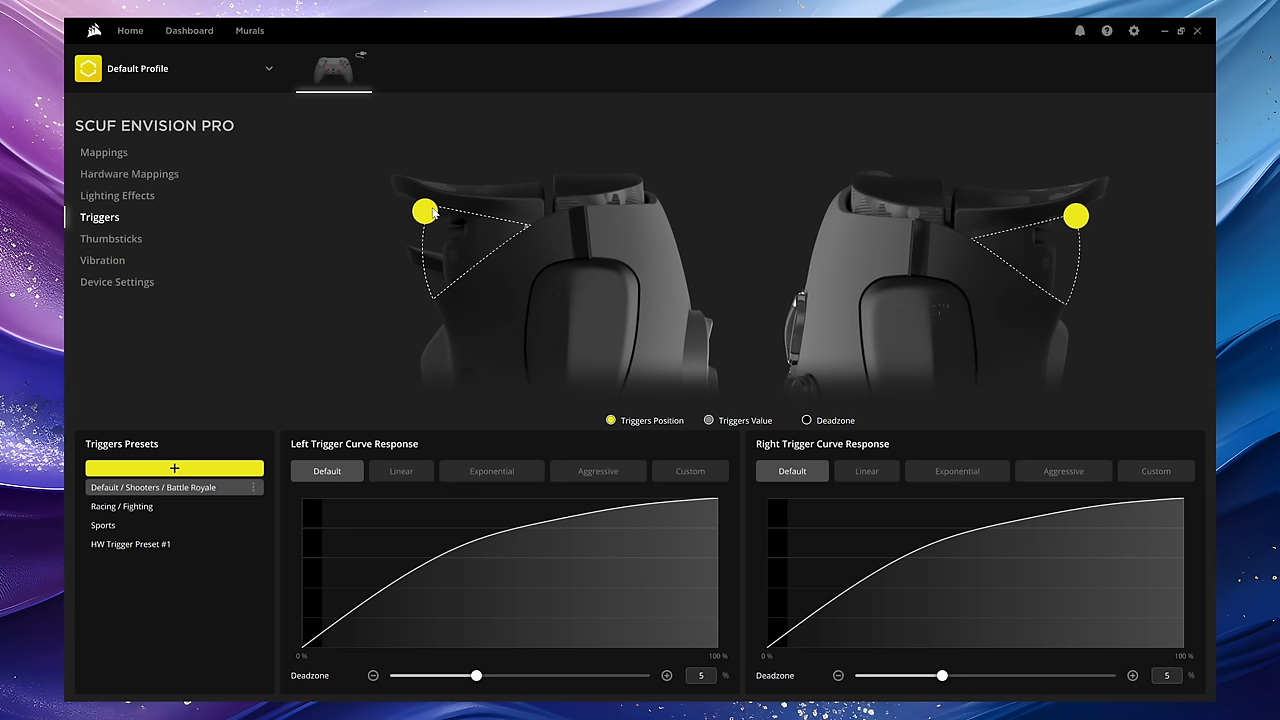 Home Dashboard Murals
Default Profile
SCUF ENVISION PRO
Mappings
Hardware Mappings
Lighting Effects
Triggers
Thumbsticks
Vibration
Device Settings
Triggers Position Triggers Value Deadzone
Triggers Presets
+
Default / Shooters / Battle Royale
Racing / Fighting
Sports
HW Trigger Preset #1
Left Trigger Curve Response
Default Linear Exponential Aggressive Custom
0 % 100 %
Deadzone 5 %
Right Trigger Curve Response
Default Linear Exponential Aggressive Custom
0 % 100 %
Deadzone 5 %